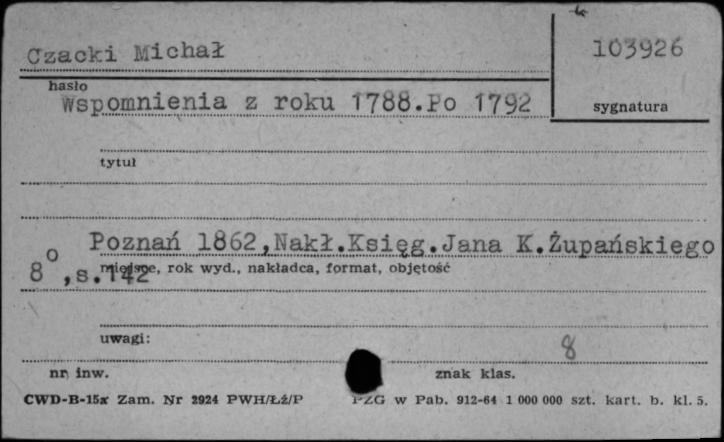 Czacki Michał
103926
hasło
Wspomnienia z roku 1788.Po 1792
sygnatura
tytuł
Poznań 1862,Nakł.Księg.Jana K.Żupańskiego
8°,s.142
miejsce, rok wyd., nakładca, format, objętość
uwagi:
8
nr. inw.
znak klas.
CWD-B-15x Zam. Nr 2924 PWH/Łź/P
PZG w Pab. 912-64 1 000 000 szt. kart. b. kl. 5.